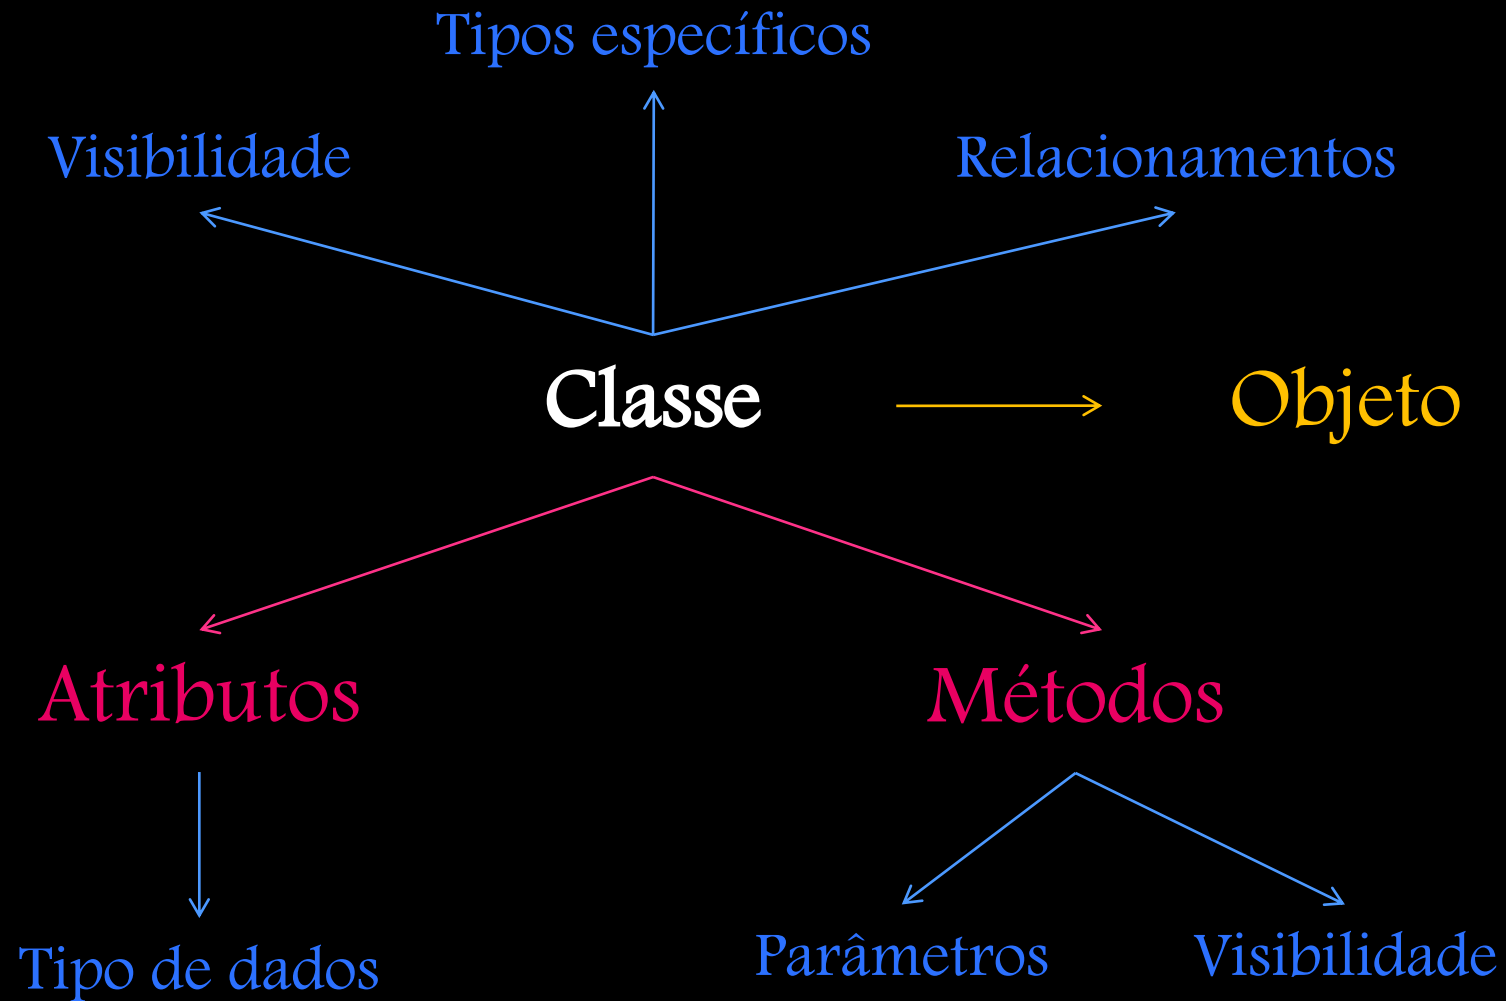 Tipos específicos
Visibilidade
Relacionamentos
Classe
Objeto
Atributos
Métodos
Tipo de dados
Parâmetros
Visibilidade